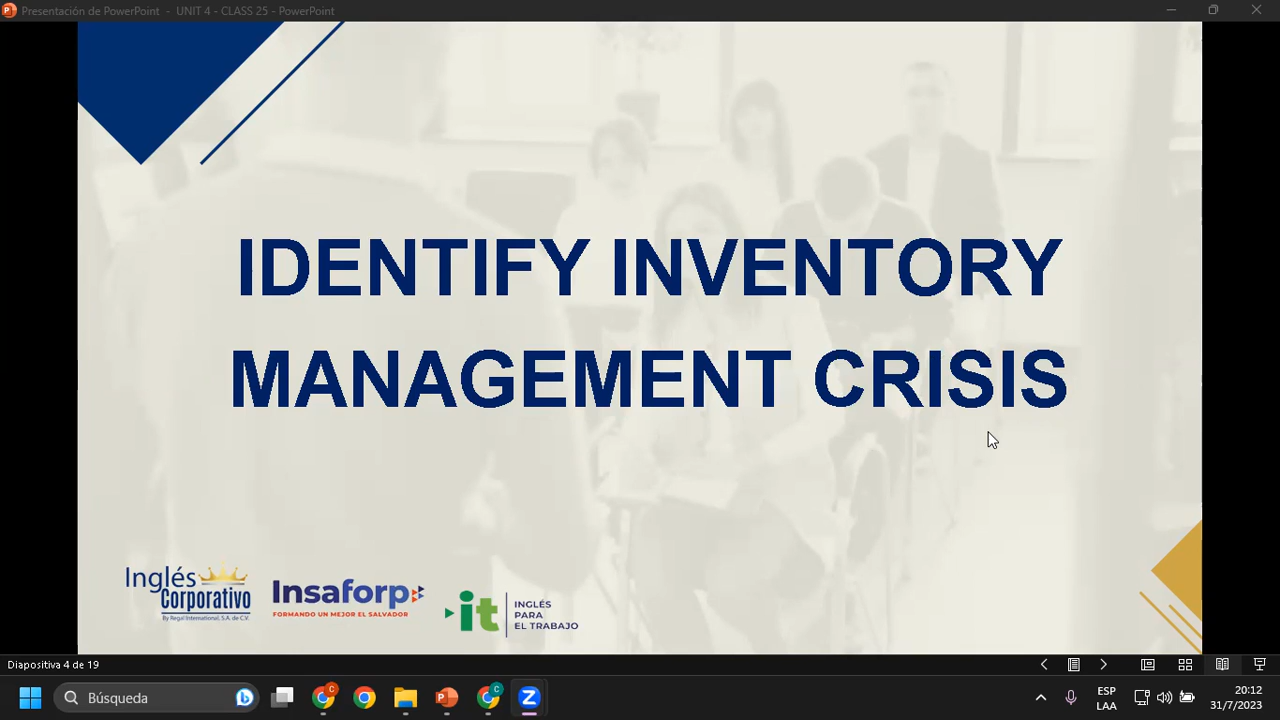 Presentación de PowerPoint - UNIT 4 - CLASS 25 - PowerPoint
IDENTIFY INVENTORY
MANAGEMENT CRISIS
Inglés
Corporativo
By Regal International, S.A. de C.V.
Insaforp
FORMANDO UN MEJOR EL SALVADOR
it
INGLÉS
PARA
EL TRABAJO
Diapositiva 4 de 19
Búsqueda
C
C
ESP
LAA
20:12
31/7/2023